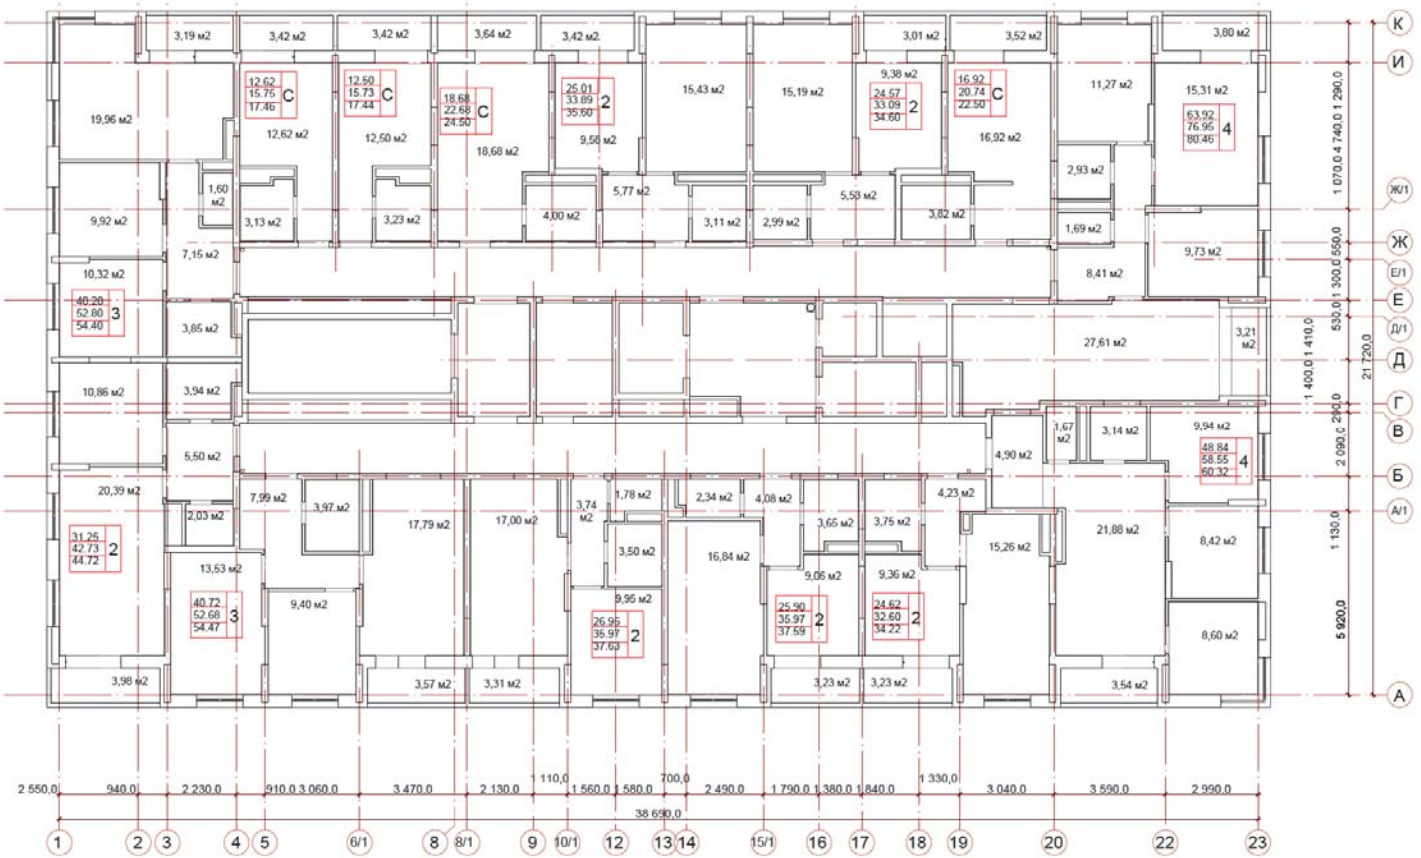 3,19 м2
3,42 м2
3,42 м2
3,64 м2
3,42 м2
3,01 м2
3,52 м2
3,80 м2
К
И
19,96 м2
12.62
15.75
17.46
С
12,62 м2
12.50
15.73
17.44
С
12,50 м2
18.68
22.68
24.50
С
18,68 м2
25.01
33.89
35.60
2
9,58 м2
15,43 м2
15,19 м2
9,38 м2
24.57
33.09
34.60
2
16.92
20.74
22.50
С
16,92 м2
11,27 м2
15,31 м2
63.92
76.95
80.46
4
1 290,0
4 740,0
1 070,0
2,93 м2
1,60
м2
9,92 м2
3,13 м2
3,23 м2
4,00 м2
5,77 м2
3,11 м2
2,99 м2
5,53 м2
3,82 м2
1,69 м2
9,73 м2
Ж/1
Ж
7,15 м2
10,32 м2
40.20
52.80
54.40
3
8,41 м2
550,0
1 300,0
Е/1
Е
3,85 м2
27,61 м2
3,21
м2
530,0
1 410,0
1 400,0
21 720,0
Д/1
Д
10,86 м2
3,94 м2
Г
290,0
В
1,67
м2
3,14 м2
9,94 м2
48.84
58.55
60.32
4
2 090,0
5,50 м2
4,90 м2
Б
20,39 м2
7,99 м2
3,97 м2
17,79 м2
17,00 м2
3,74
м2
1,78 м2
2,34 м2
4,08 м2
4,23 м2
А/1
2,03 м2
3,65 м2
3,75 м2
21,88 м2
8,42 м2
1 130,0
31.25
42.73
44.72
2
13,53 м2
3,50 м2
16,84 м2
15,26 м2
9,40 м2
40.72
52.68
54.47
3
9,95 м2
26.95
35.97
37.63
2
9,06 м2
25.90
35.97
37.59
2
9,36 м2
24.62
32.60
34.22
2
8,60 м2
5 920,0
3,98 м2
3,57 м2
3,31 м2
3,23 м2
3,23 м2
3,54 м2
А
1 110,0
700,0
1 330,0
2 550,0
940,0
2 230,0
910,0
3 060,0
3 470,0
2 130,0
1 560,0
1 580,0
2 490,0
1 790,0
1 380,0
1 840,0
3 040,0
3 590,0
2 990,0
38 690,0
1
2
3
4
5
6/1
8
8/1
9
10/1
12
13
14
15/1
16
17
18
19
20
22
23